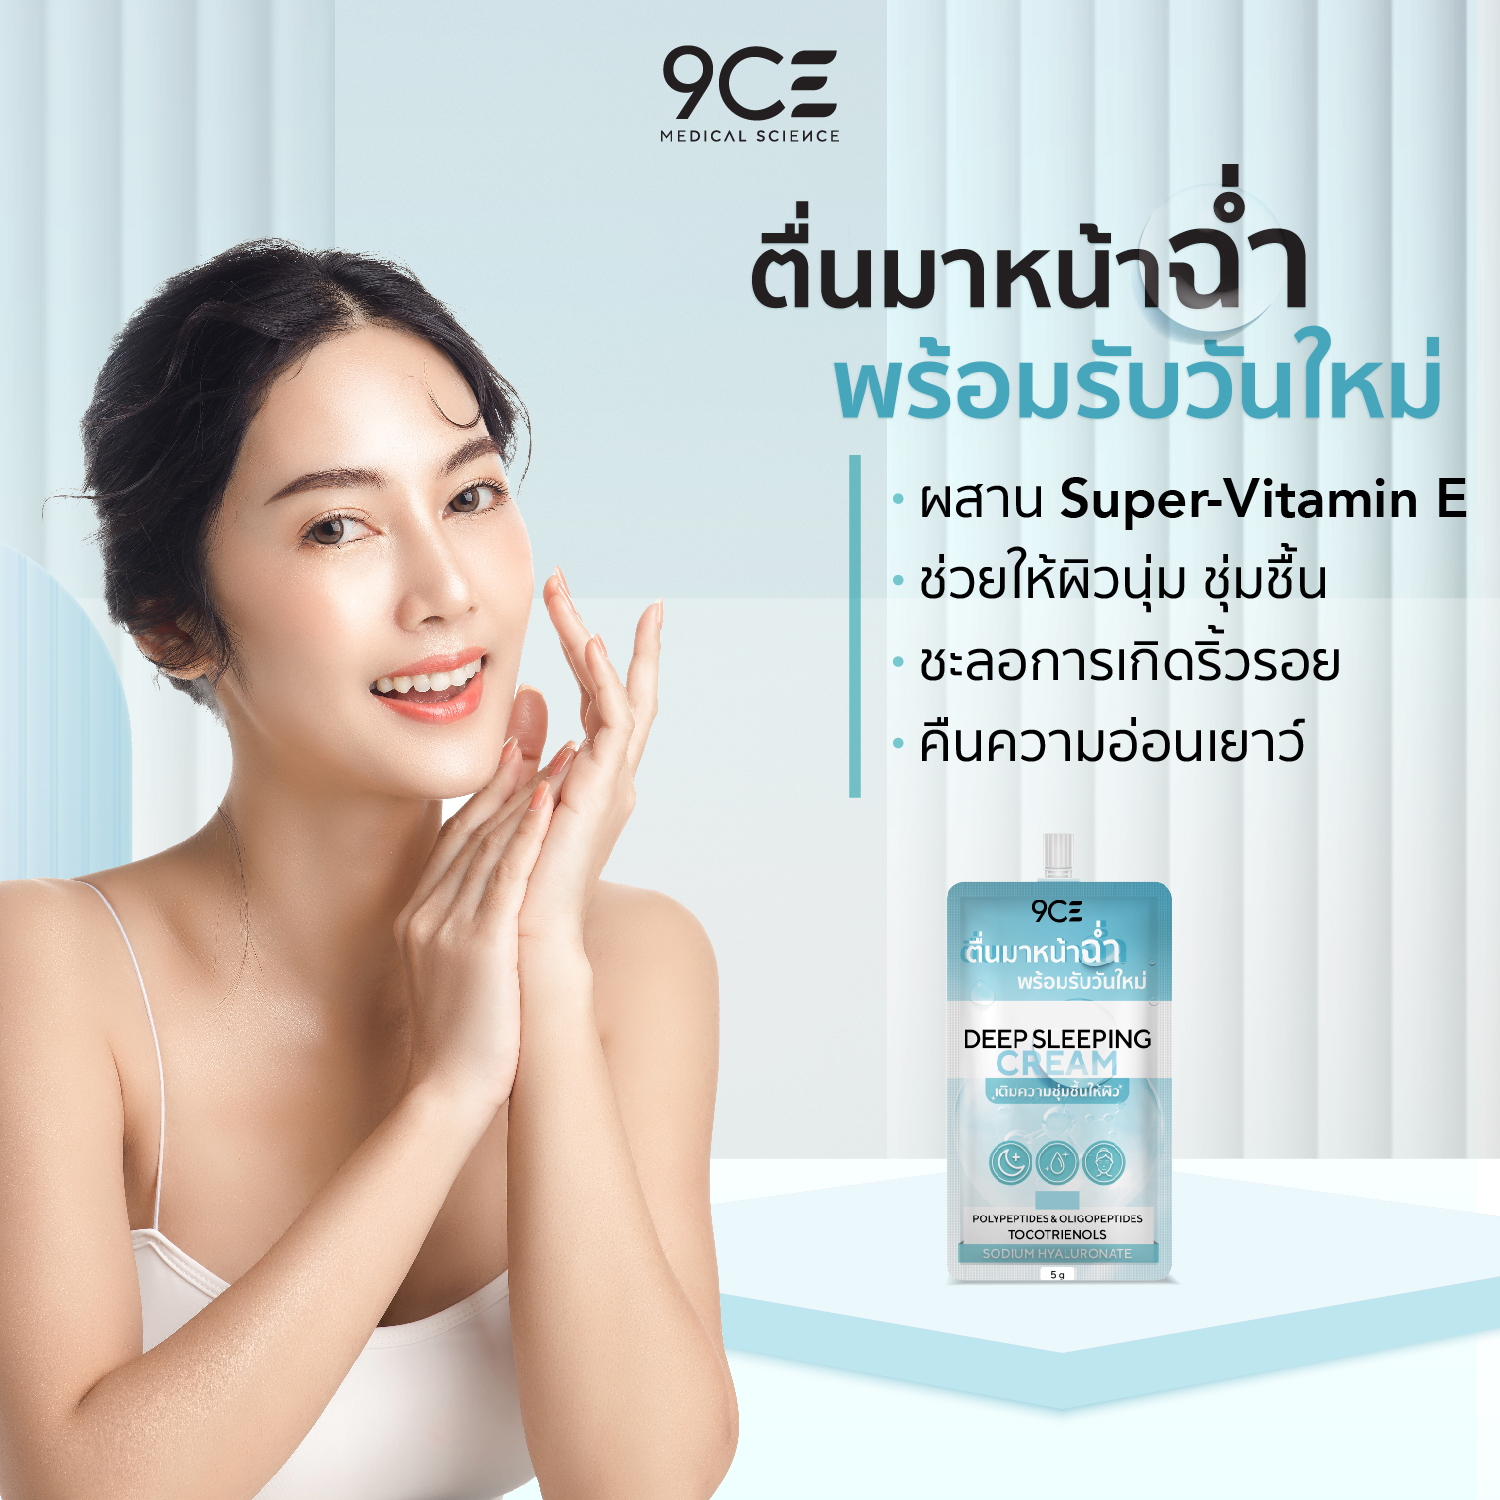 9CE
MEDICAL SCIENCE
ตื่นมาหน้าฉ่ำ
พร้อมรับวันใหม่
• ผสาน Super-Vitamin E
• ช่วยให้ผิวนุ่ม ชุ่มชื้น
• ชะลอการเกิดริ้วรอย
• คืนความอ่อนเยาว์
9CE
ตื่นมาหน้าฉ่ำ
พร้อมรับวันใหม่
DEEP SLEEPING
CREAM
เติมความชุ่มชื้นให้ผิว*
POLYPEPTIDES & OLIGOPEPTIDES
TOCOTRIENOLS
SODIUM HYALURONATE
5 g